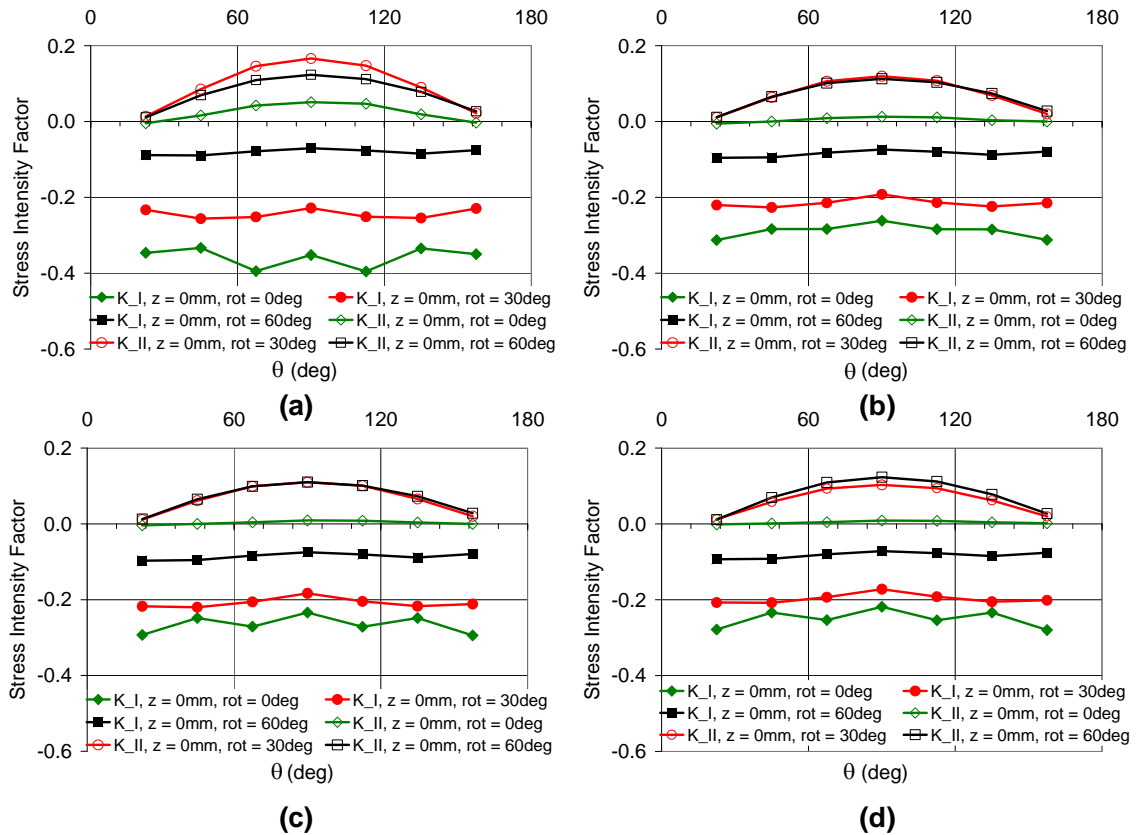 0 60 120 180
0.2
0.0
-0.2
-0.4
-0.6
Stress Intensity Factor
K_I, z = 0mm, rot = 0deg K_I, z = 0mm, rot = 30deg
K_I, z = 0mm, rot = 60deg K_II, z = 0mm, rot = 0deg
K_II, z = 0mm, rot = 30deg K_II, z = 0mm, rot = 60deg
θ (deg)
(a)
0 60 120 180
0.2
0.0
-0.2
-0.4
-0.6
Stress Intensity Factor
K_I, z = 0mm, rot = 0deg K_I, z = 0mm, rot = 30deg
K_I, z = 0mm, rot = 60deg K_II, z = 0mm, rot = 0deg
K_II, z = 0mm, rot = 30deg K_II, z = 0mm, rot = 60deg
θ (deg)
(b)
0 60 120 180
0.2
0.0
-0.2
-0.4
-0.6
Stress Intensity Factor
K_I, z = 0mm, rot = 0deg K_I, z = 0mm, rot = 30deg
K_I, z = 0mm, rot = 60deg K_II, z = 0mm, rot = 0deg
K_II, z = 0mm, rot = 30deg K_II, z = 0mm, rot = 60deg
θ (deg)
(c)
0 60 120 180
0.2
0.0
-0.2
-0.4
-0.6
Stress Intensity Factor
K_I, z = 0mm, rot = 0deg K_I, z = 0mm, rot = 30deg
K_I, z = 0mm, rot = 60deg K_II, z = 0mm, rot = 0deg
K_II, z = 0mm, rot = 30deg K_II, z = 0mm, rot = 60deg
θ (deg)
(d)